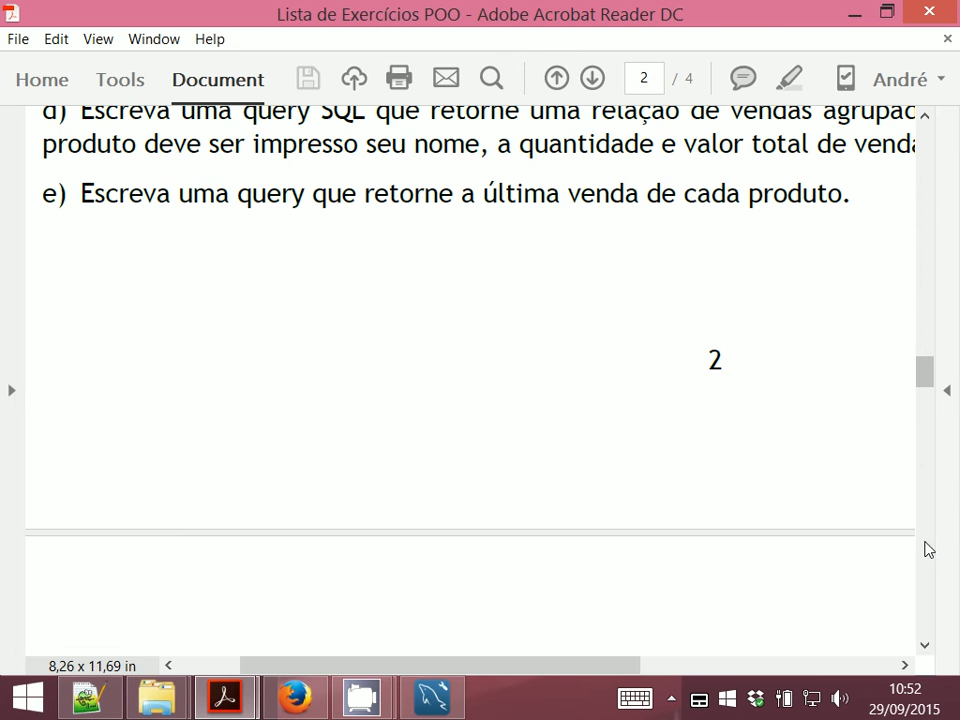 Lista de Exercícios POO - Adobe Acrobat Reader DC
File Edit View Window Help
Home Tools Document 2 / 4 André
d) Escreva uma query SQL que retorne uma relação de vendas
produto deve ser impresso seu nome, a quantidade e valor total de
e) Escreva uma query que retorne a última venda de cada produto.
2
8,26 x 11,69 in
10:52
29/09/2015